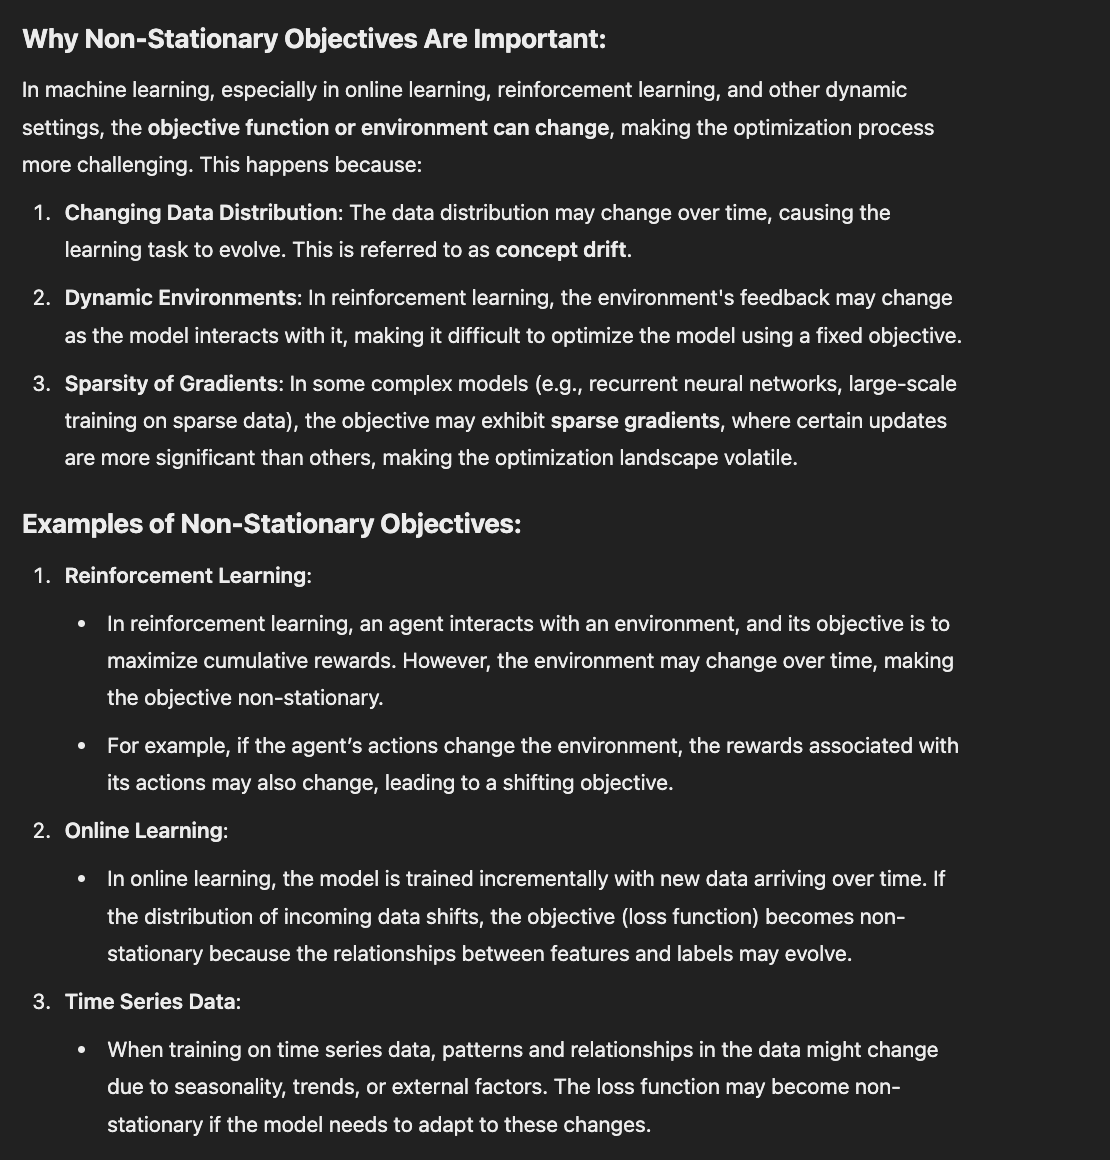 Why Non-Stationary Objectives Are Important:
In machine learning, especially in online learning, reinforcement learning, and other dynamic
settings, the objective function or environment can change, making the optimization process
more challenging. This happens because:
1. Changing Data Distribution: The data distribution may change over time, causing the
learning task to evolve. This is referred to as concept drift.
2. Dynamic Environments: In reinforcement learning, the environment's feedback may change
as the model interacts with it, making it difficult to optimize the model using a fixed objective.
3. Sparsity of Gradients: In some complex models (e.g., recurrent neural networks, large-scale
training on sparse data), the objective may exhibit sparse gradients, where certain updates
are more significant than others, making the optimization landscape volatile.
Examples of Non-Stationary Objectives:
1. Reinforcement Learning:
• In reinforcement learning, an agent interacts with an environment, and its objective is to
maximize cumulative rewards. However, the environment may change over time, making
the objective non-stationary.
• For example, if the agent’s actions change the environment, the rewards associated with
its actions may also change, leading to a shifting objective.
2. Online Learning:
• In online learning, the model is trained incrementally with new data arriving over time. If
the distribution of incoming data shifts, the objective (loss function) becomes non-
stationary because the relationships between features and labels may evolve.
3. Time Series Data:
• When training on time series data, patterns and relationships in the data might change
due to seasonality, trends, or external factors. The loss function may become non-
stationary if the model needs to adapt to these changes.